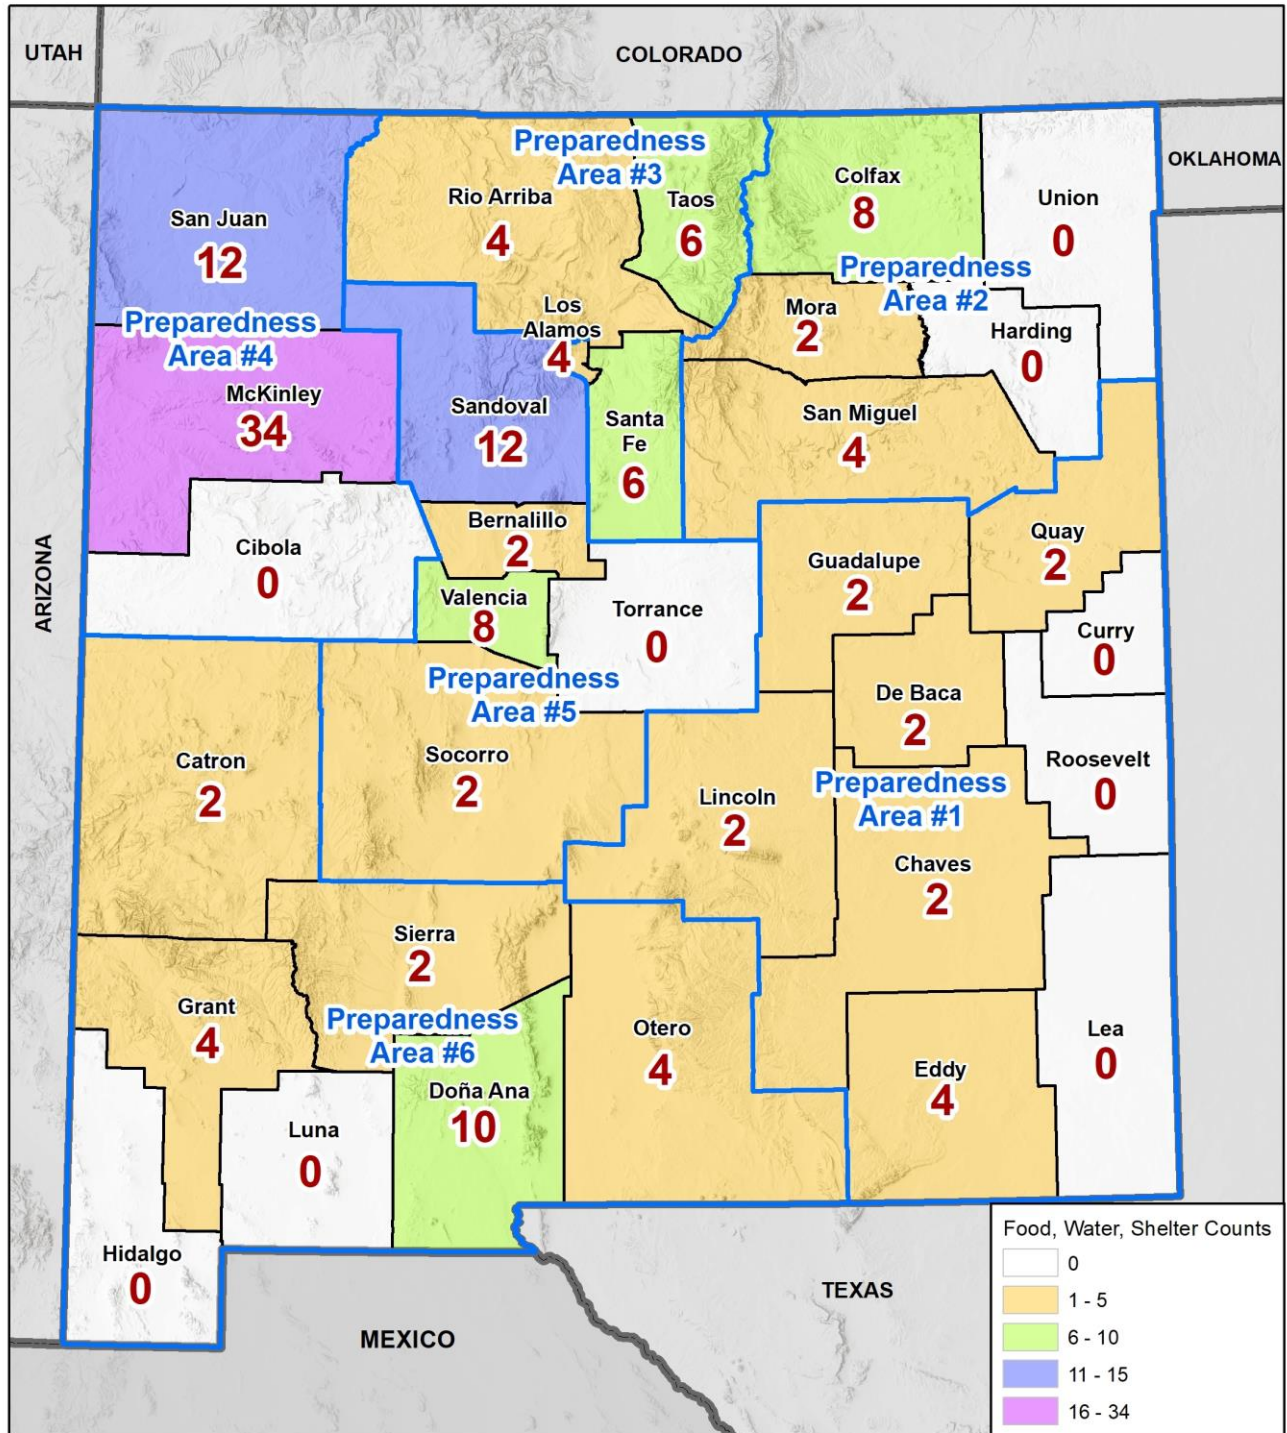 UTAH
COLORADO
OKLAHOMA
ARIZONA
TEXAS
MEXICO
Preparedness
Area #3
San Juan
12
Rio Arriba
4
Taos
6
Colfax
8
Union
0
Preparedness
Area #2
Mora
2
Harding
0
Los
Alamos
4
Preparedness
Area #4
McKinley
34
Sandoval
12
Santa
Fe
6
San Miguel
4
Cibola
0
Bernalillo
2
Valencia
8
Torrance
0
Guadalupe
2
Quay
2
Curry
0
De Baca
2
Roosevelt
0
Preparedness
Area #5
Catron
2
Socorro
2
Lincoln
2
Preparedness
Area #1
Chaves
2
Sierra
2
Grant
4
Preparedness
Area #6
Doña Ana
10
Otero
4
Eddy
4
Lea
0
Luna
0
Hidalgo
0
Food, Water, Shelter Counts
0
1 - 5
6 - 10
11 - 15
16 - 34